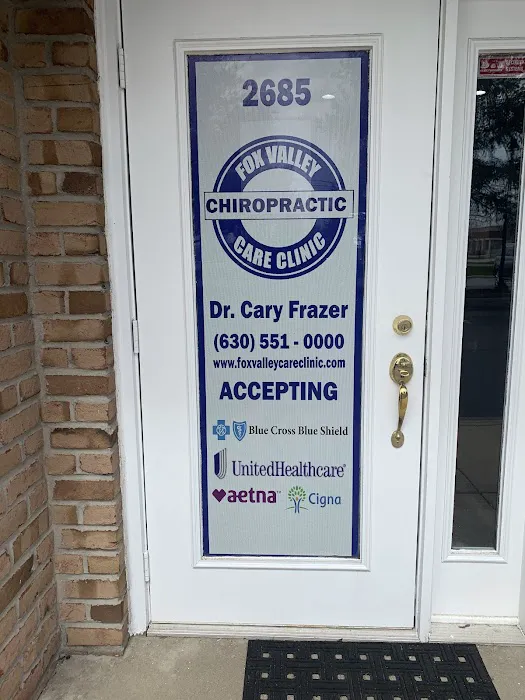 2685
FOX VALLEY
CHIROPRACTIC
CARE CLINIC
Dr. Cary Frazer
(630) 551 - 0000
www.foxvalleycareclinic.com
ACCEPTING
Blue Cross Blue Shield
UnitedHealthcare®
aetna™
Cigna